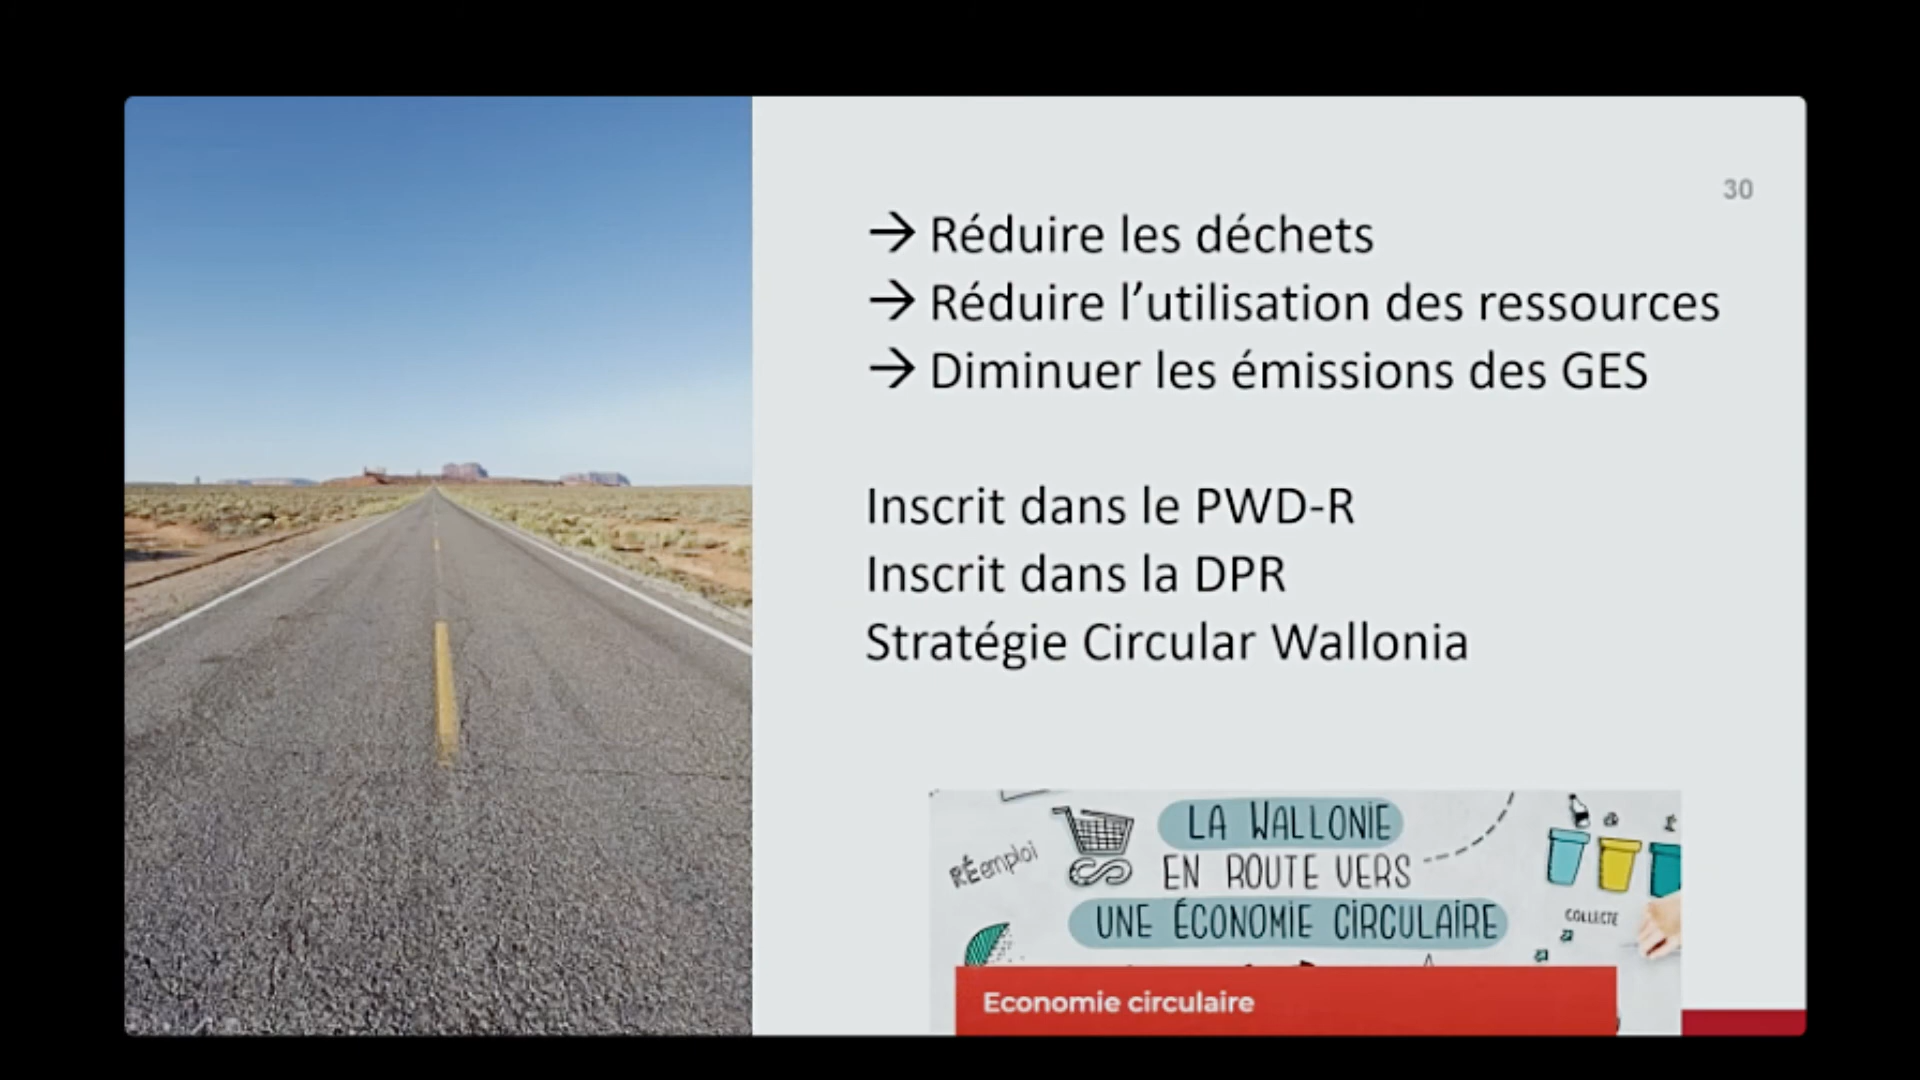 30
→ Réduire les déchets
→ Réduire l’utilisation des ressources
→ Diminuer les émissions des GES
Inscrit dans le PWD-R
Inscrit dans la DPR
Stratégie Circular Wallonia
LA WALLONIE
RÉemploi
EN ROUTE VERS
UNE ÉCONOMIE CIRCULAIRE
COLLECTE
Economie circulaire